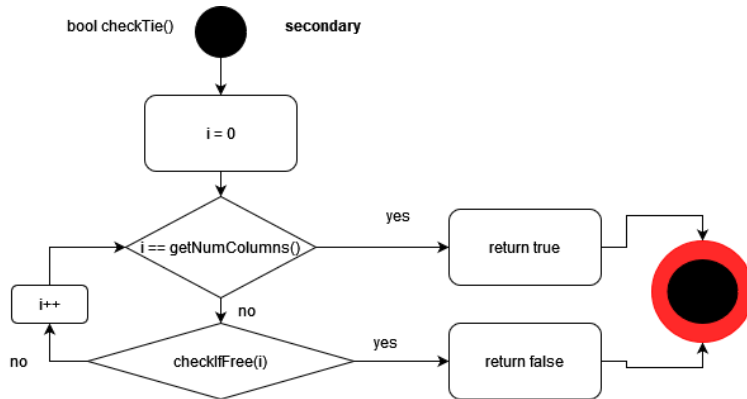 bool checkTie()
secondary
i = 0
i == getNumColumns()
yes
return true
no
i++
checkIfFree(i)
no
yes
return false